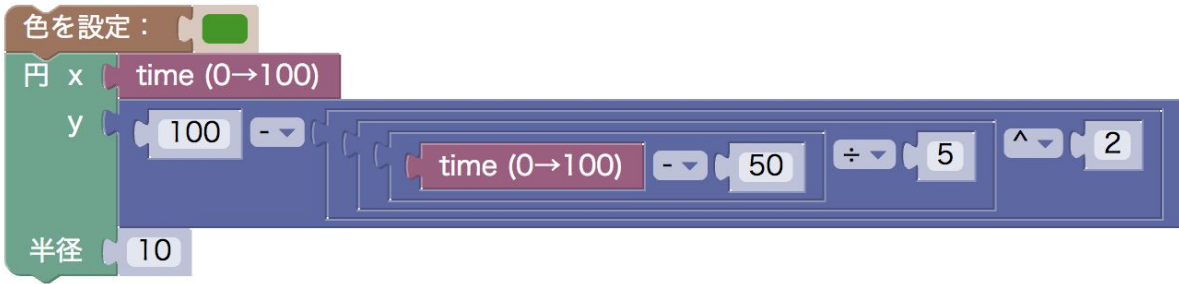 色を設定：
円 x time (0→100)
y 100 - time (0→100) - 50 ÷ 5 ^ 2
半径 10